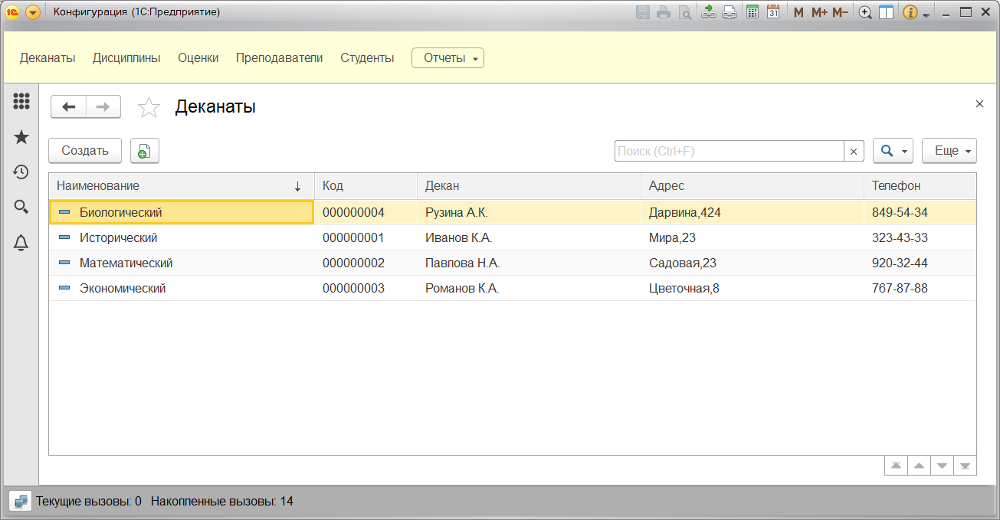 1С Конфигурация (1С:Предприятие) 31 M M+ M-
Деканаты Дисциплины Оценки Преподаватели Студенты Отчеты
Деканаты
Создать Поиск (Ctrl+F) Еще
Наименование Код Декан Адрес Телефон
Биологический 000000004 Рузина А.К. Дарвина,424 849-54-34
Исторический 000000001 Иванов К.А. Мира,23 323-43-33
Математический 000000002 Павлова Н.А. Садовая,23 920-32-44
Экономический 000000003 Романов К.А. Цветочная,8 767-87-88
Текущие вызовы: 0 Накопленные вызовы: 14